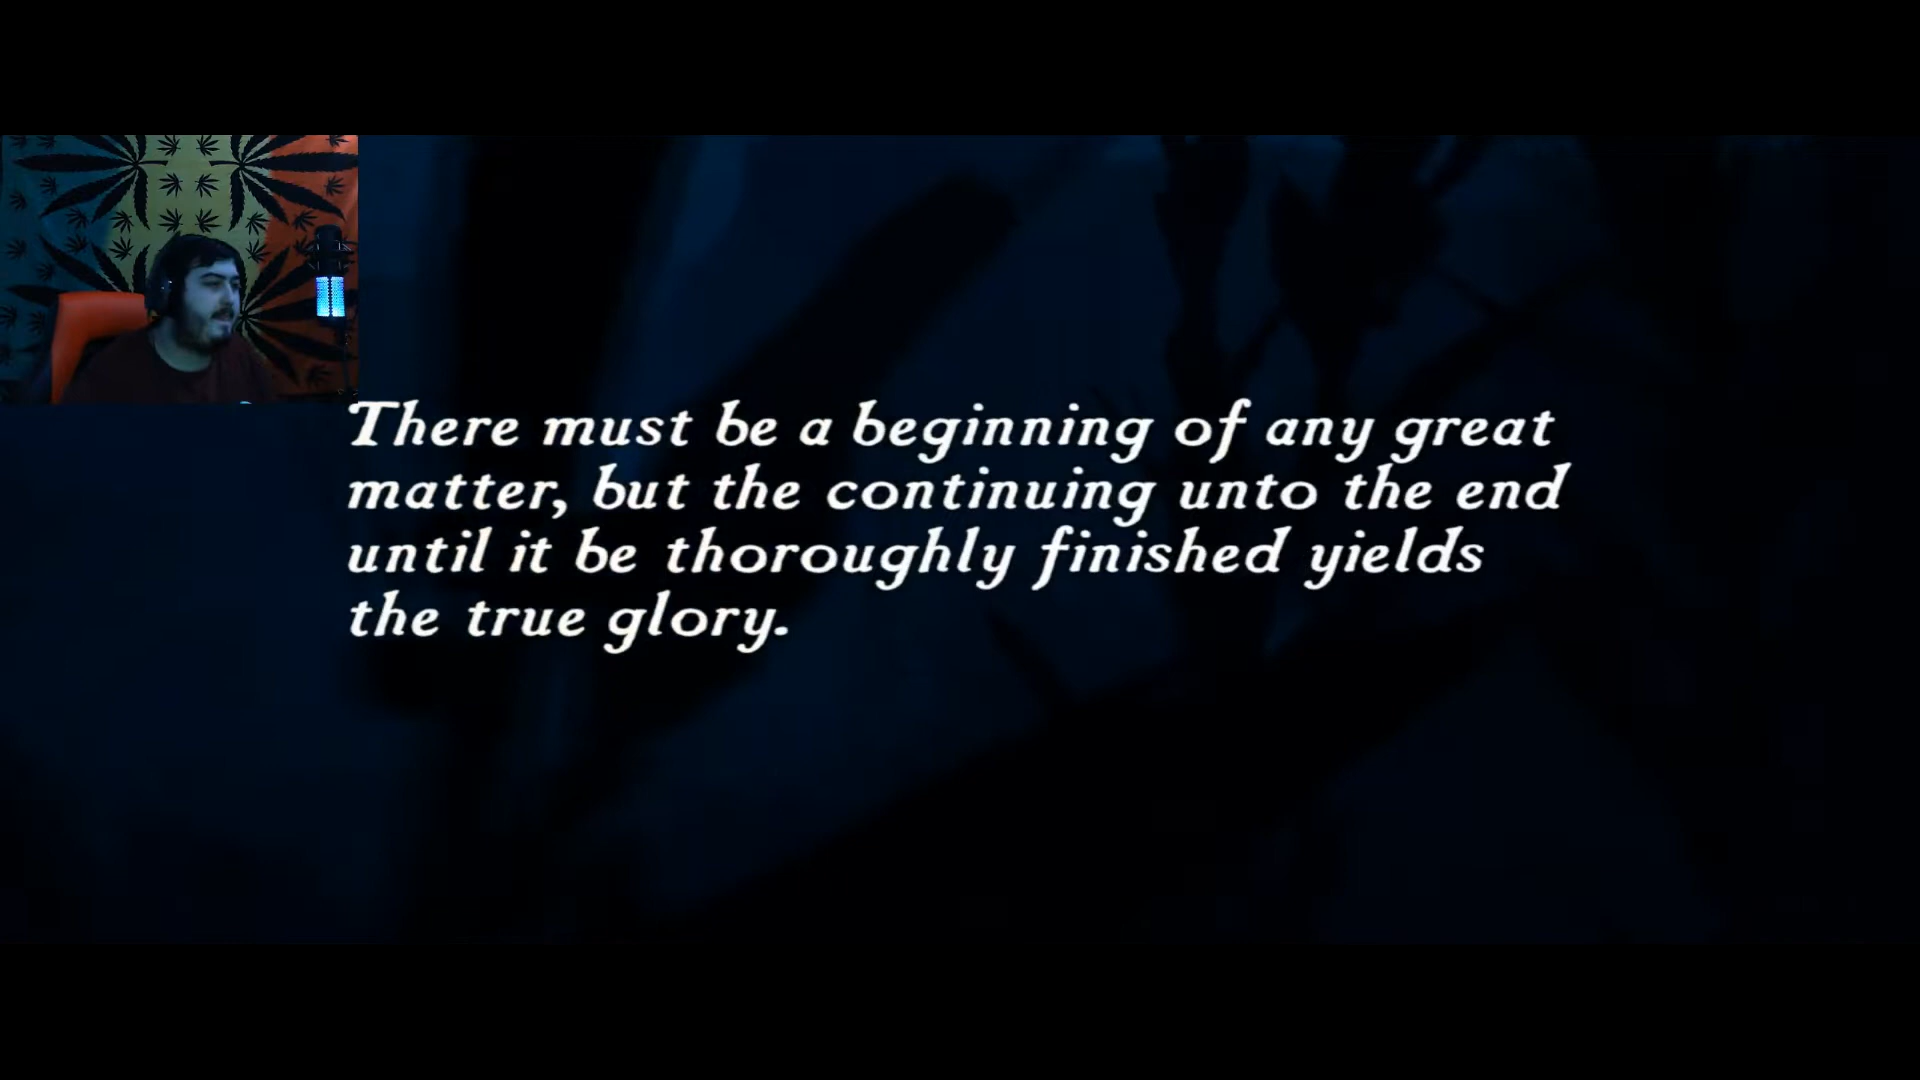 There must be a beginning of any great
matter, but the continuing unto the end
until it be thoroughly finished yields
the true glory.